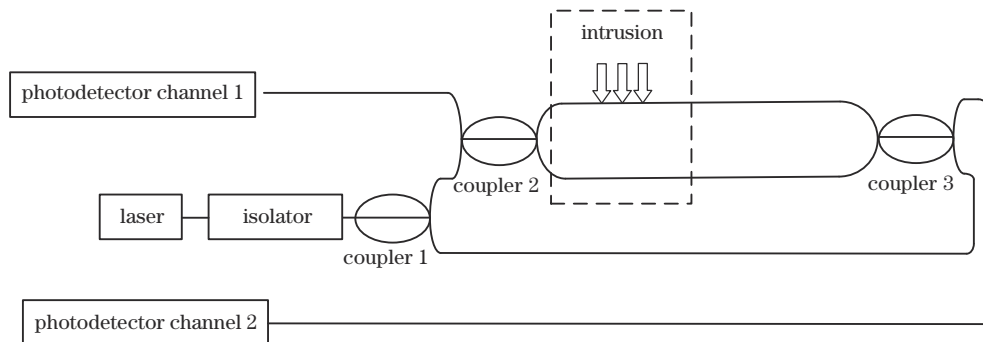 intrusion
photodetector channel 1
coupler 2
coupler 3
laser
isolator
coupler 1
photodetector channel 2